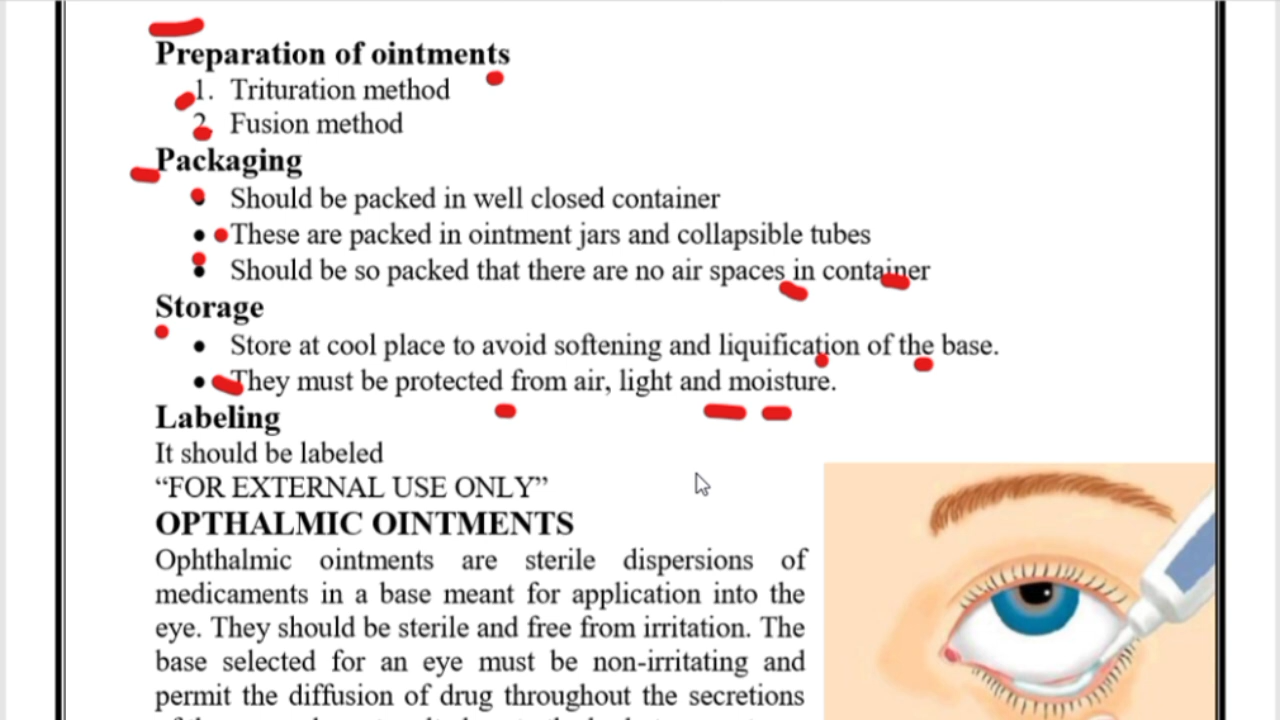 Preparation of ointments
1. Trituration method
2. Fusion method
Packaging
• Should be packed in well closed container
• These are packed in ointment jars and collapsible tubes
• Should be so packed that there are no air spaces in container
Storage
• Store at cool place to avoid softening and liquification of the base.
• They must be protected from air, light and moisture.
Labeling
It should be labeled
“FOR EXTERNAL USE ONLY”
OPTHALMIC OINTMENTS
Ophthalmic ointments are sterile dispersions of
medicaments in a base meant for application into the
eye. They should be sterile and free from irritation. The
base selected for an eye must be non-irritating and
permit the diffusion of drug throughout the secretions